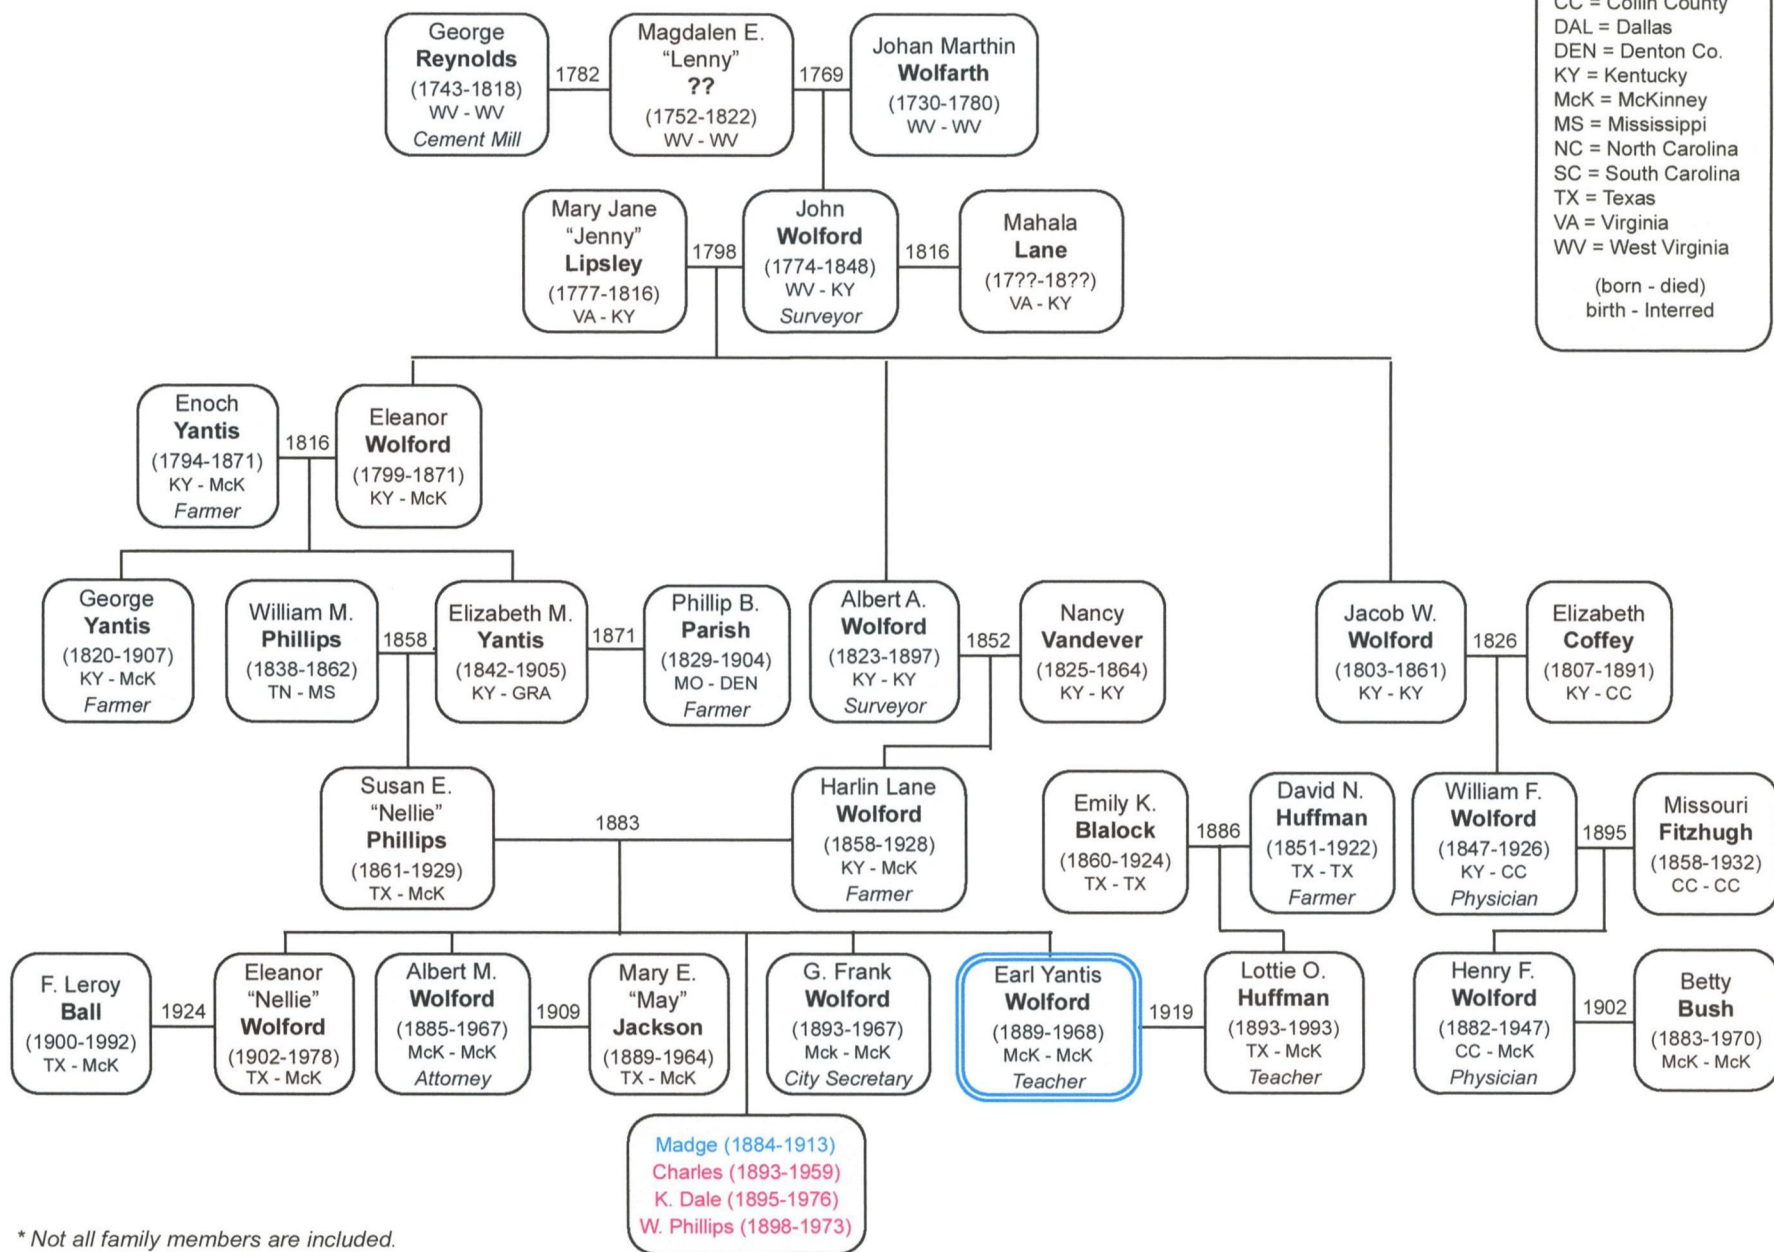 CC = Collin County
DAL = Dallas
DEN = Denton Co.
KY = Kentucky
McK = McKinney
MS = Mississippi
NC = North Carolina
SC = South Carolina
TX = Texas
VA = Virginia
WV = West Virginia
(born - died)
birth - Interred
George
Reynolds
(1743-1818)
WV - WV
Cement Mill
1782
Magdalen E.
“Lenny”
??
(1752-1822)
WV - WV
1769
Johan Marthin
Wolfarth
(1730-1780)
WV - WV
Mary Jane
“Jenny”
Lipsley
(1777-1816)
VA - KY
1798
John
Wolford
(1774-1848)
WV - KY
Surveyor
1816
Mahala
Lane
(17??-18??)
VA - KY
Enoch
Yantis
(1794-1871)
KY - McK
Farmer
1816
Eleanor
Wolford
(1799-1871)
KY - McK
George
Yantis
(1820-1907)
KY - McK
Farmer
William M.
Phillips
(1838-1862)
TN - MS
1858
Elizabeth M.
Yantis
(1842-1905)
KY - GRA
1871
Phillip B.
Parish
(1829-1904)
MO - DEN
Farmer
Albert A.
Wolford
(1823-1897)
KY - KY
Surveyor
1852
Nancy
Vandever
(1825-1864)
KY - KY
Jacob W.
Wolford
(1803-1861)
KY - KY
1826
Elizabeth
Coffey
(1807-1891)
KY - CC
Susan E.
“Nellie”
Phillips
(1861-1929)
TX - McK
1883
Harlin Lane
Wolford
(1858-1928)
KY - McK
Farmer
Emily K.
Blalock
(1860-1924)
TX - TX
1886
David N.
Huffman
(1851-1922)
TX - TX
Farmer
William F.
Wolford
(1847-1926)
KY - CC
Physician
1895
Missouri
Fitzhugh
(1858-1932)
CC - CC
F. Leroy
Ball
(1900-1992)
TX - McK
1924
Eleanor
“Nellie”
Wolford
(1902-1978)
TX - McK
Albert M.
Wolford
(1885-1967)
McK - McK
Attorney
1909
Mary E.
“May”
Jackson
(1889-1964)
TX - McK
G. Frank
Wolford
(1893-1967)
Mck - McK
City Secretary
Earl Yantis
Wolford
(1889-1968)
McK - McK
Teacher
1919
Lottie O.
Huffman
(1893-1993)
TX - McK
Teacher
Henry F.
Wolford
(1882-1947)
CC - McK
Physician
1902
Betty
Bush
(1883-1970)
McK - McK
Madge (1884-1913)
Charles (1893-1959)
K. Dale (1895-1976)
W. Phillips (1898-1973)
* Not all family members are included.